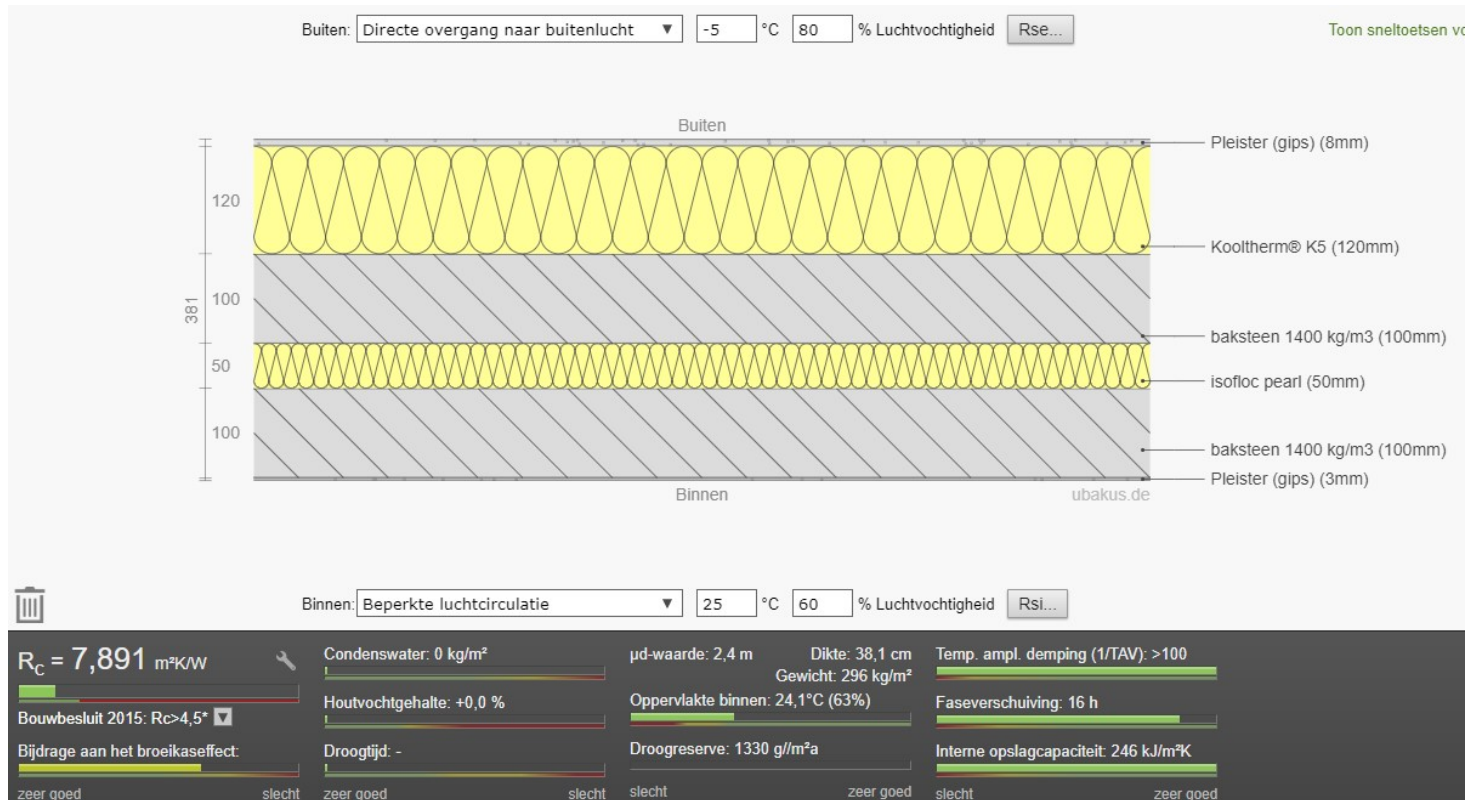 Buiten: Directe overgang naar buitenlucht ▼ -5 °C 80 % Luchtvochtigheid Rse...
Toon sneltoetsen vo
Buiten
Pleister (gips) (8mm)
120
Kooltherm® K5 (120mm)
100
381
baksteen 1400 kg/m3 (100mm)
50
isofloc pearl (50mm)
100
baksteen 1400 kg/m3 (100mm)
Pleister (gips) (3mm)
Binnen
ubakus.de
Binnen: Beperkte luchtcirculatie ▼ 25 °C 60 % Luchtvochtigheid Rsi...
RC = 7,891 m²K/W
Bouwbesluit 2015: Rc>4,5*
Bijdrage aan het broeikaseffect:
zeer goed slecht
Condenswater: 0 kg/m²
Houtvochtgehalte: +0,0 %
Droogtijd: -
zeer goed slecht
µd-waarde: 2,4 m Dikte: 38,1 cm
Gewicht: 296 kg/m²
Oppervlakte binnen: 24,1°C (63%)
Droogreserve: 1330 g//m²a
slecht zeer goed
Temp. ampl. demping (1/TAV): >100
Faseverschuiving: 16 h
Interne opslagcapaciteit: 246 kJ/m²K
slecht zeer goed